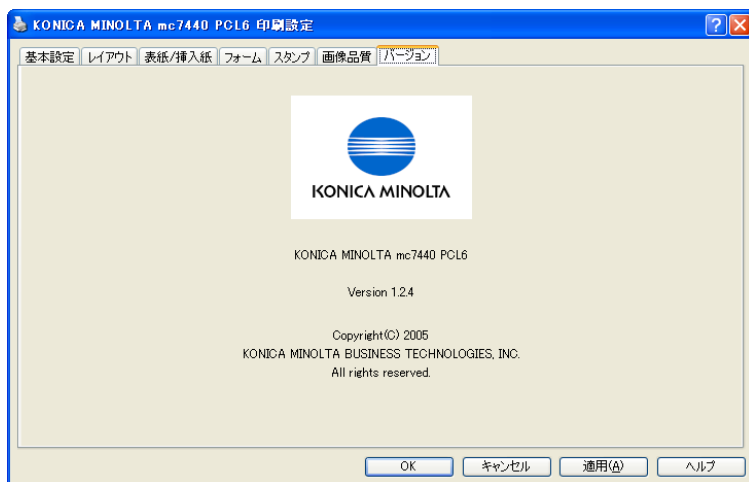 KONICA MINOLTA mc7440 PCL6 印刷設定
基本設定 レイアウト 表紙/挿入紙 フォーム スタンプ 画像品質 バージョン
KONICA MINOLTA
KONICA MINOLTA mc7440 PCL6
Version 1.2.4
Copyright(C) 2005
KONICA MINOLTA BUSINESS TECHNOLOGIES, INC.
All rights reserved.
OK キャンセル 適用(A) ヘルプ